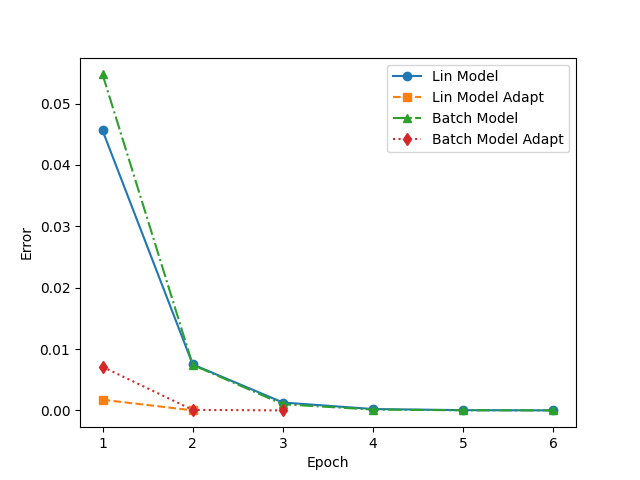 Lin Model
Lin Model Adapt
Batch Model
Batch Model Adapt
0.05
0.04
0.03
0.02
0.01
0.00
Error
1 2 3 4 5 6
Epoch